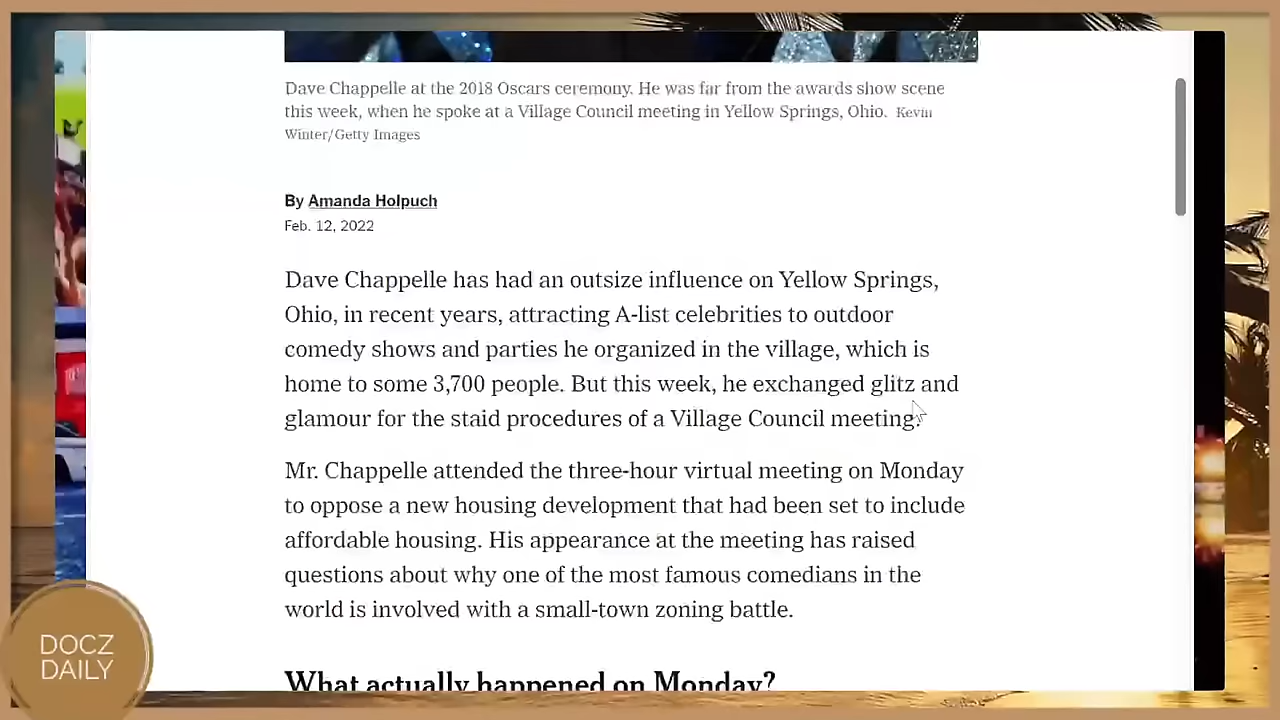 Dave Chappelle at the 2018 Oscars ceremony. He was far from the awards show scene
this week, when he spoke at a Village Council meeting in Yellow Springs, Ohio. Kevin
Winter/Getty Images
By Amanda Holpuch
Feb. 12, 2022
Dave Chappelle has had an outsize influence on Yellow Springs,
Ohio, in recent years, attracting A-list celebrities to outdoor
comedy shows and parties he organized in the village, which is
home to some 3,700 people. But this week, he exchanged glitz and
glamour for the staid procedures of a Village Council meeting.
Mr. Chappelle attended the three-hour virtual meeting on Monday
to oppose a new housing development that had been set to include
affordable housing. His appearance at the meeting has raised
questions about why one of the most famous comedians in the
world is involved with a small-town zoning battle.
What actually happened on Monday?
DOCZ
DAILY